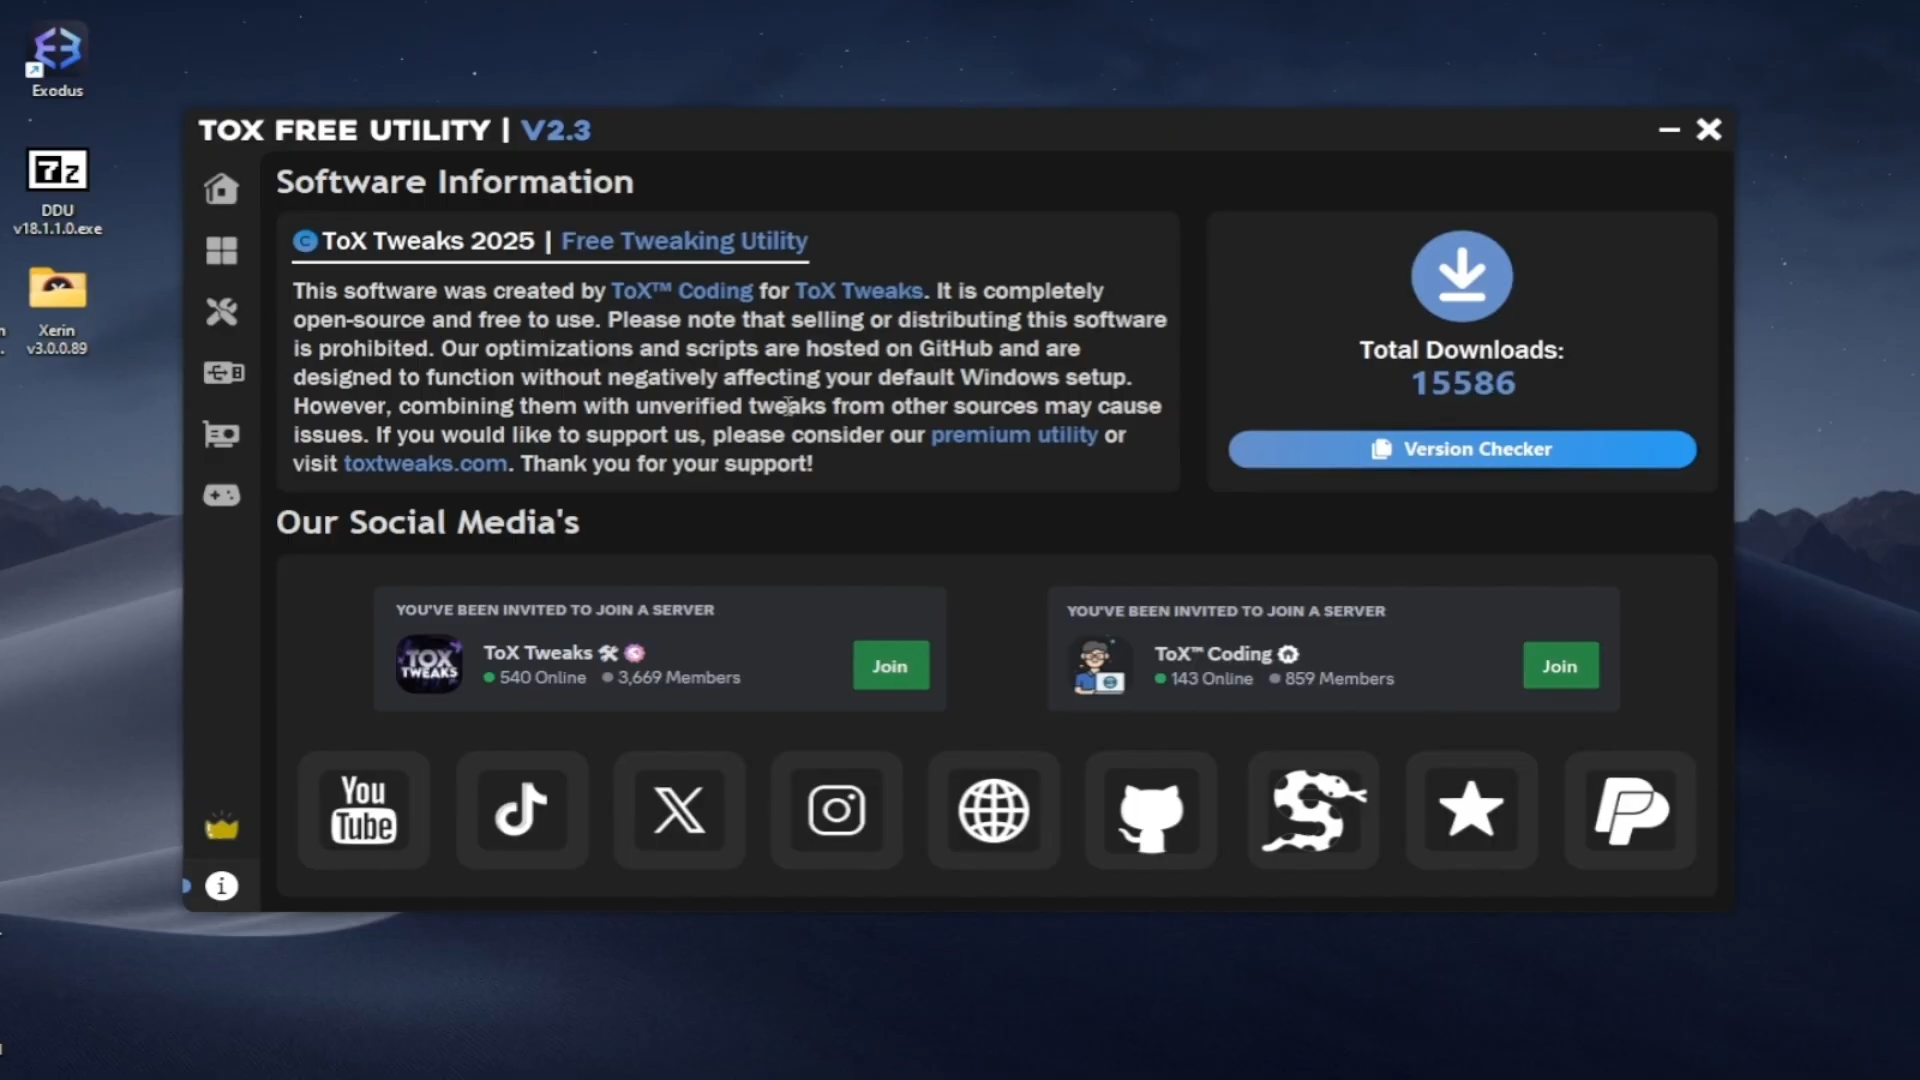 Exodus
DDU
v18.1.1.0.exe
Xerin
v3.0.0.89
TOX FREE UTILITY | V2.3
Software Information
ToX Tweaks 2025 | Free Tweaking Utility
This software was created by ToX™ Coding for ToX Tweaks. It is completely
open-source and free to use. Please note that selling or distributing this software
is prohibited. Our optimizations and scripts are hosted on GitHub and are
designed to function without negatively affecting your default Windows setup.
However, combining them with unverified tweaks from other sources may cause
issues. If you would like to support us, please consider our premium utility or
visit toxtweaks.com. Thank you for your support!
Total Downloads:
15586
Version Checker
Our Social Media's
YOU'VE BEEN INVITED TO JOIN A SERVER
TOX
TWEAKS
ToX Tweaks
540 Online 3,669 Members
Join
YOU'VE BEEN INVITED TO JOIN A SERVER
ToX™ Coding
143 Online 859 Members
Join
You
Tube